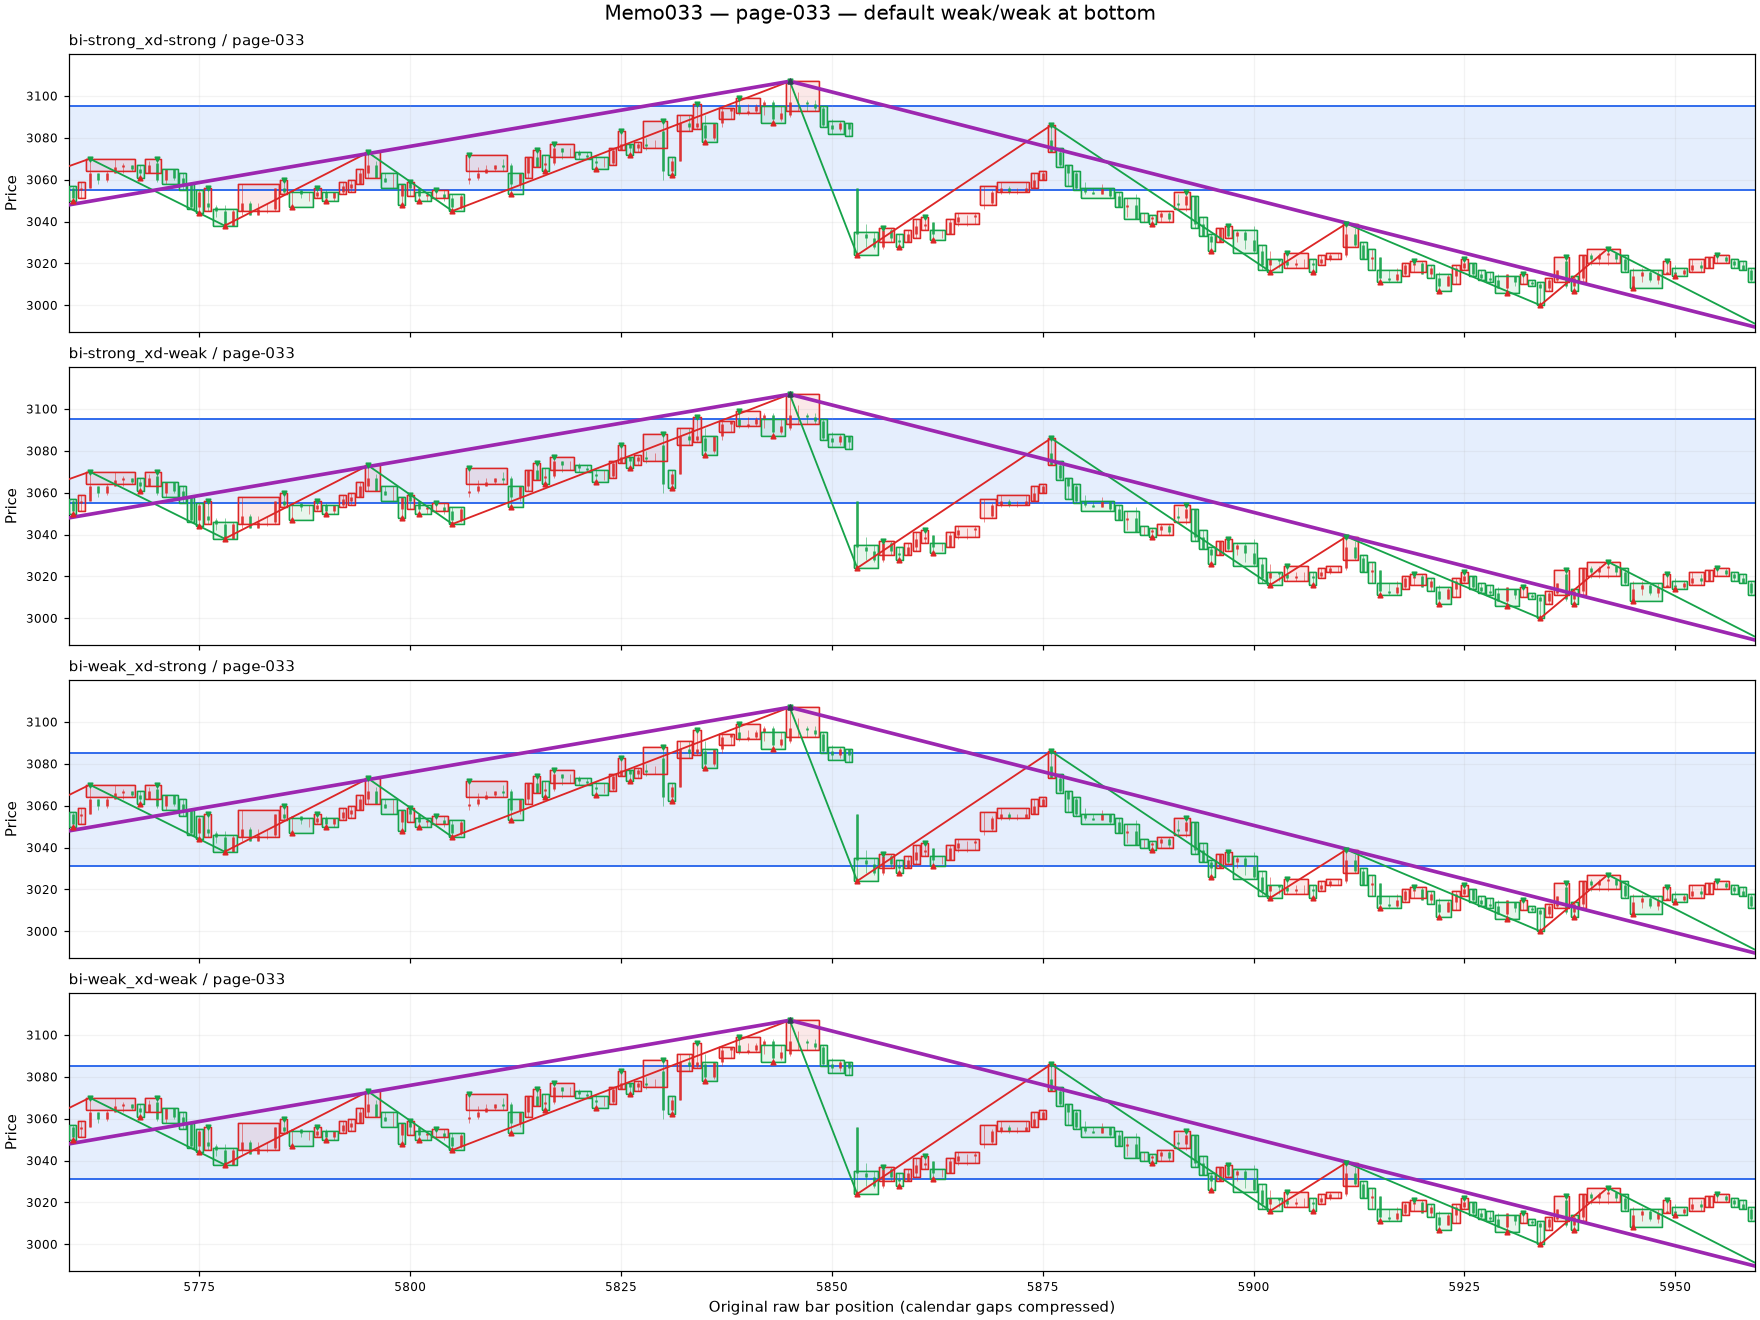 Memo033 — page-033 — default weak/weak at bottom
bi-strong_xd-strong / page-033
3100
3080
3060
3040
3020
3000
Price
bi-strong_xd-weak / page-033
3100
3080
3060
3040
3020
3000
Price
bi-weak_xd-strong / page-033
3100
3080
3060
3040
3020
3000
Price
bi-weak_xd-weak / page-033
3100
3080
3060
3040
3020
3000
Price
5775 5800 5825 5850 5875 5900 5925 5950
Original raw bar position (calendar gaps compressed)